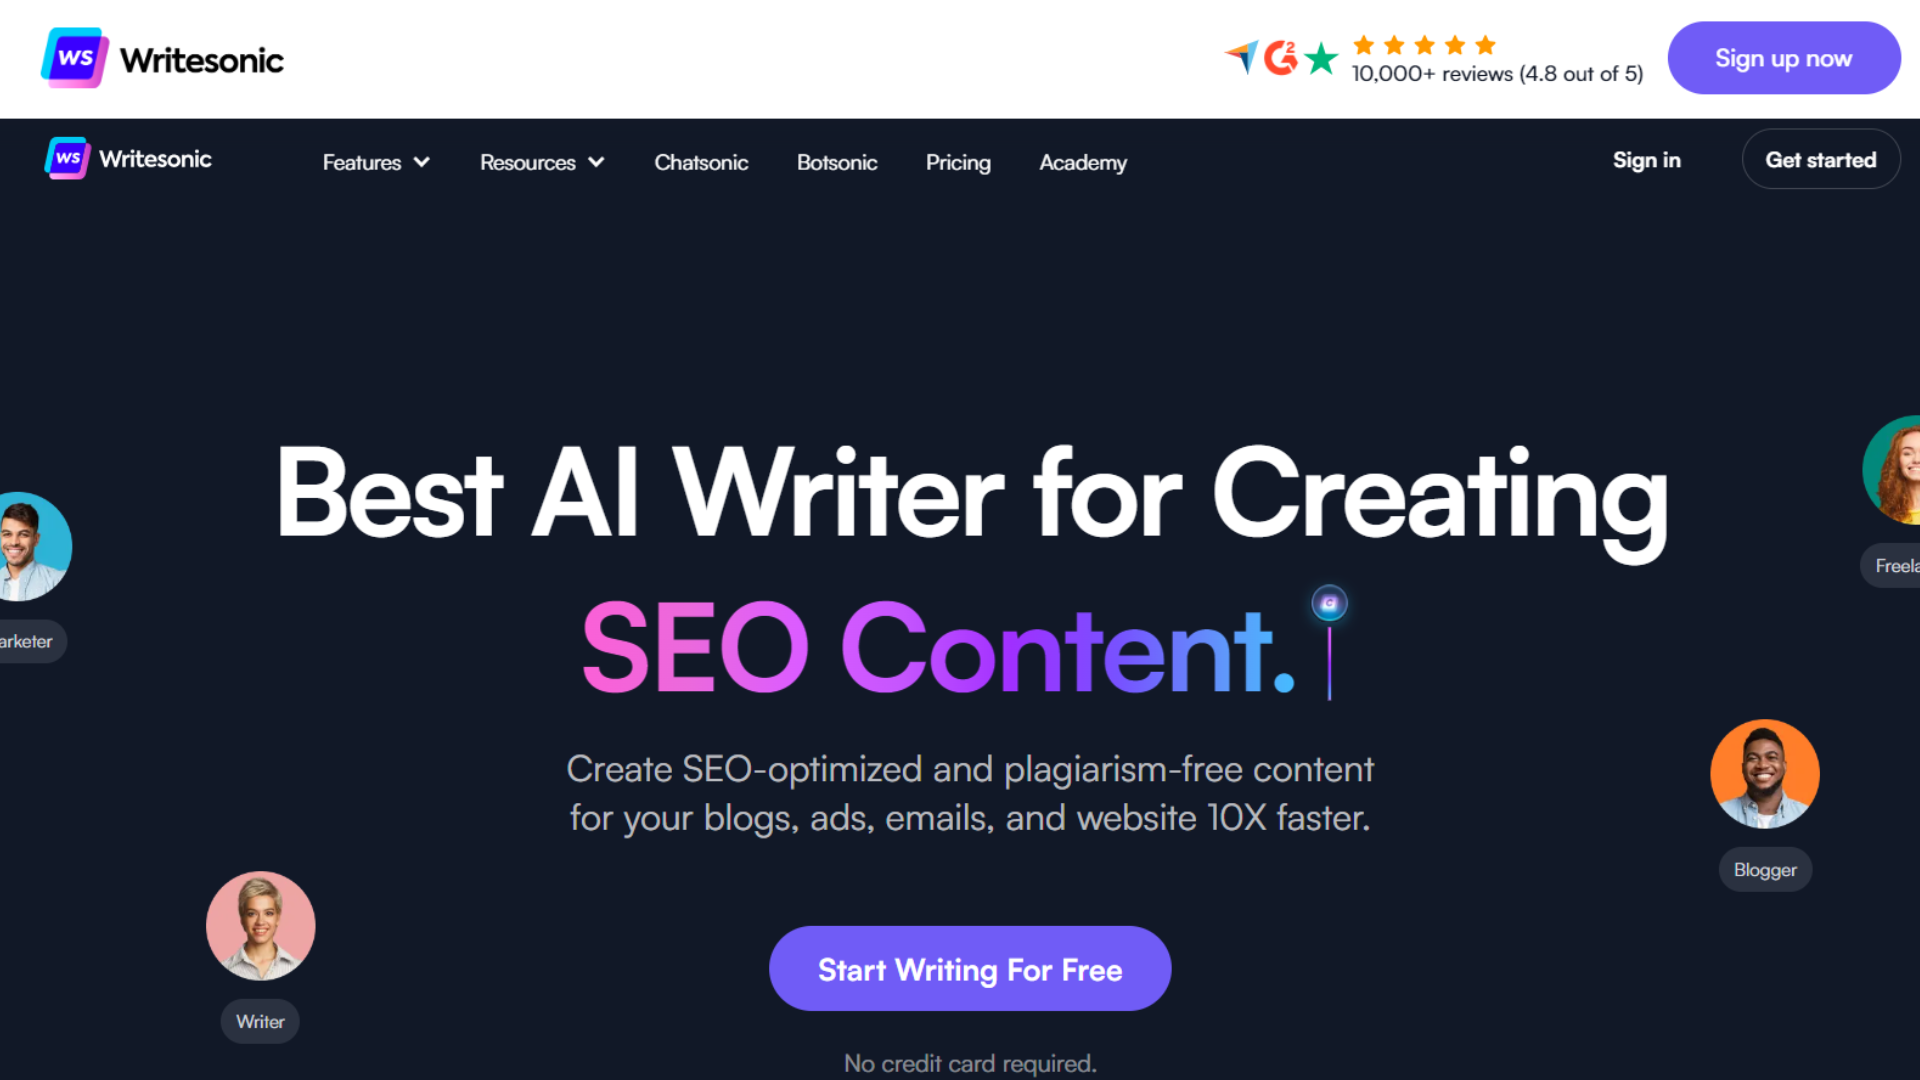 WS Writesonic
G2
10,000+ reviews (4.8 out of 5)
Sign up now
WS Writesonic
Features
Resources
Chatsonic
Botsonic
Pricing
Academy
Sign in
Get started
Best AI Writer for Creating
SEO Content.
Create SEO-optimized and plagiarism-free content
for your blogs, ads, emails, and website 10X faster.
arketer
Freela
Blogger
Writer
Start Writing For Free
No credit card required.